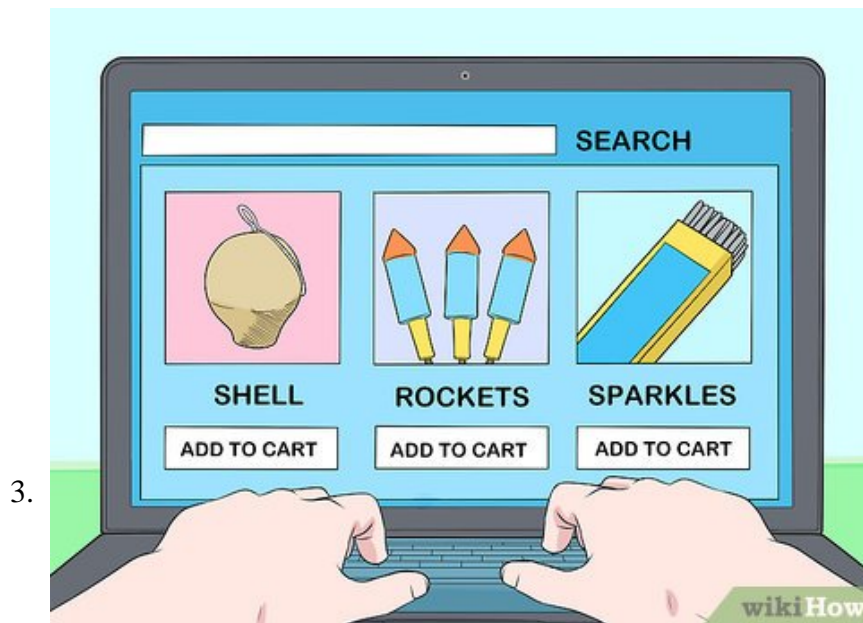 SEARCH
SHELL
ROCKETS
SPARKLES
ADD TO CART
ADD TO CART
ADD TO CART
3.
wikiHow